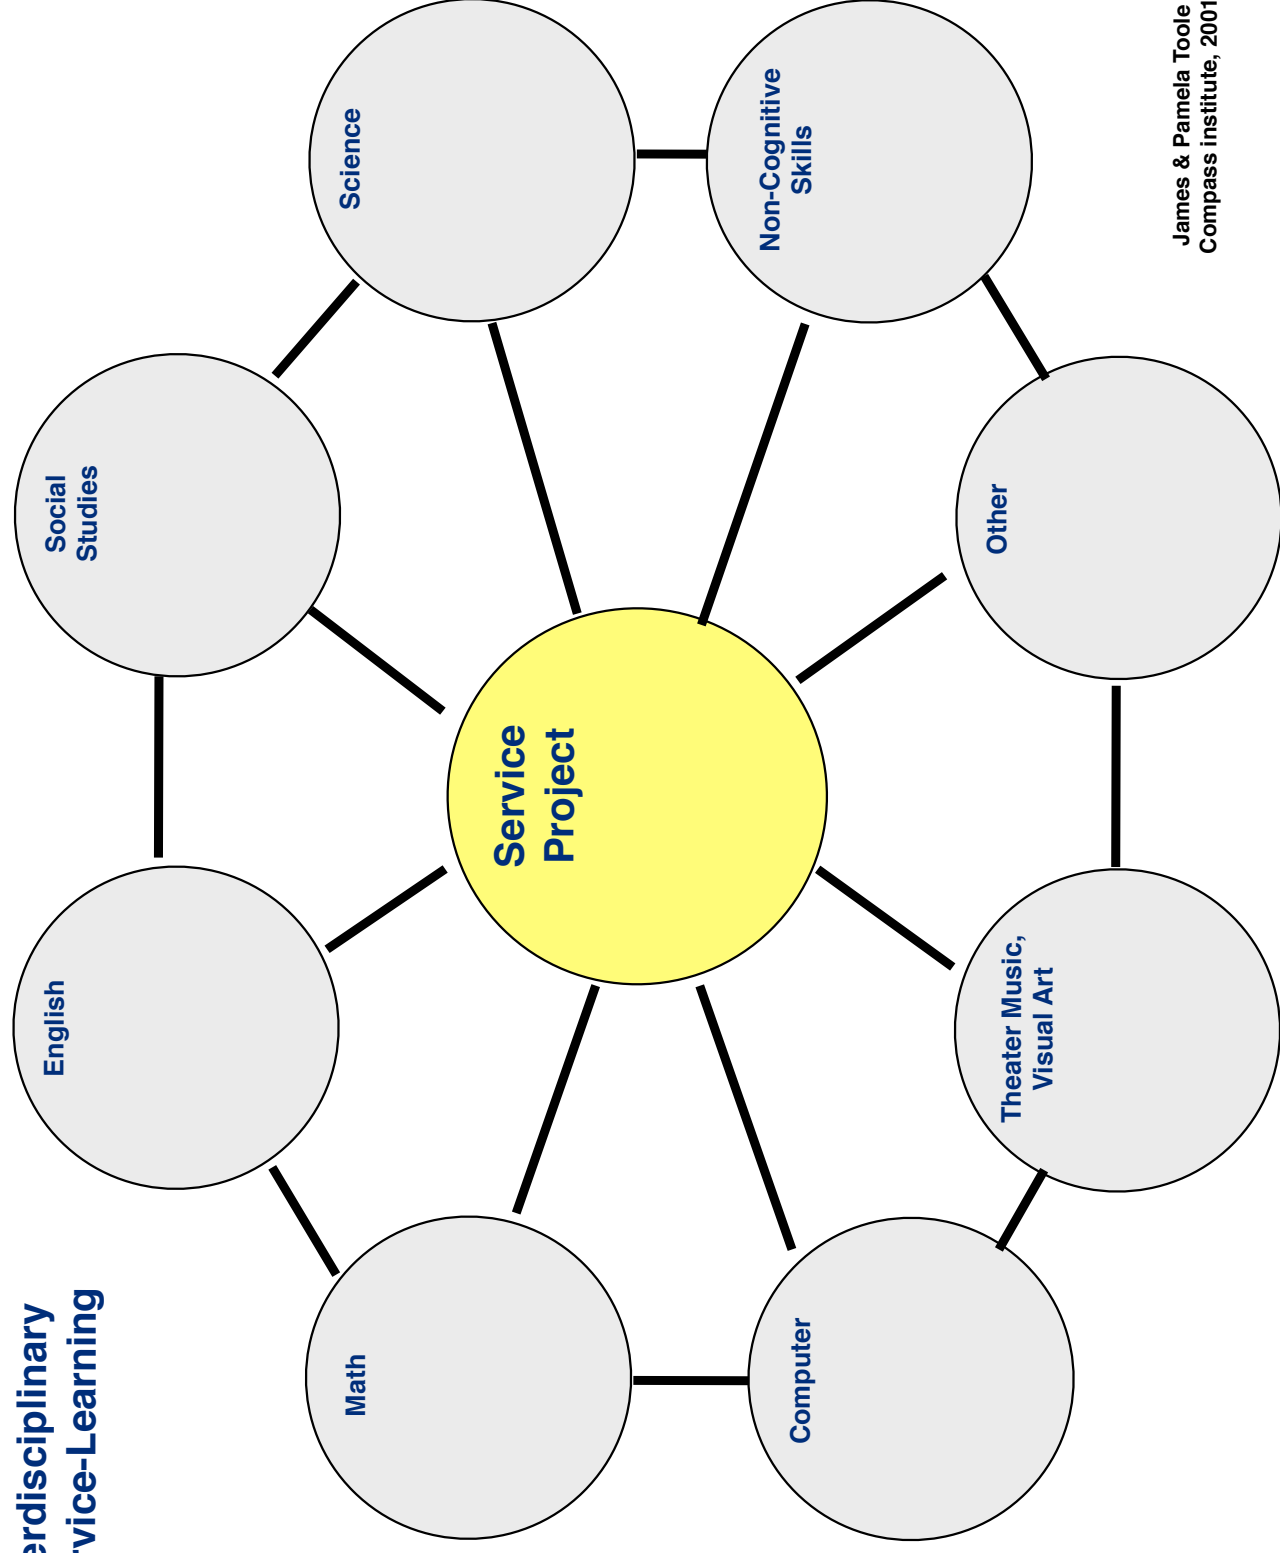 erdisciplinary
rvice-Learning
English
Social
Studies
Math
Science
Service
Project
Computer
Non-Cognitive
Skills
Theater Music,
Visual Art
Other
James & Pamela Toole
Compass institute, 2001